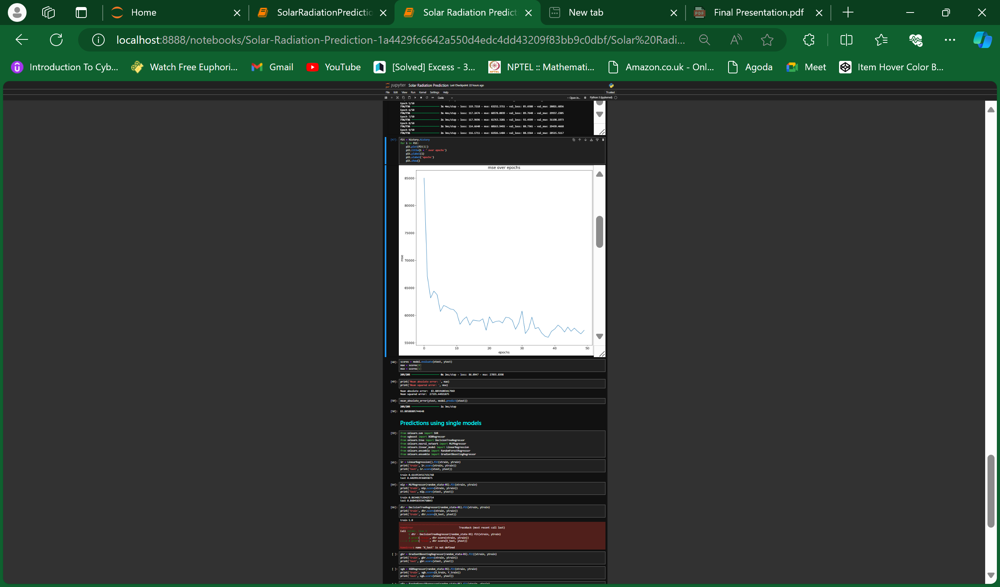 Home
SolarRadiationPredictio
Solar Radiation Predict
New tab
Final Presentation.pdf
localhost:8888/notebooks/Solar-Radiation-Prediction-1a4429fc6642a550d4edc4dd43209f83bb9c0dbf/Solar%20Radi...
Introduction To Cyb...
Watch Free Euphori...
Gmail
YouTube
[Solved] Excess - 3...
NPTEL :: Mathemati...
Amazon.co.uk - Onl...
Agoda
Meet
Item Hover Color B...
jupyter Solar Radiation Prediction Last Checkpoint: 22 hours ago
File Edit View Run Kernel Settings Help Trusted
Code Open in... Python 3 (ipykernel)
Epoch 5/50
736/736 3s 4ms/step - loss: 119.7218 - mse: 63232.3711 - val_loss: 85.6588 - val_mse: 28021.6836
Epoch 6/50
736/736 3s 4ms/step - loss: 117.2474 - mse: 60378.0039 - val_loss: 89.7648 - val_mse: 29937.2305
Epoch 7/50
736/736 2s 3ms/step - loss: 117.9696 - mse: 61763.3281 - val_loss: 92.4599 - val_mse: 31198.1973
Epoch 8/50
736/736 2s 3ms/step - loss: 114.6640 - mse: 60163.9492 - val_loss: 88.7361 - val_mse: 29439.4668
Epoch 9/50
736/736 2s 3ms/step - loss: 116.1711 - mse: 61926.1484 - val_loss: 88.1564 - val_mse: 28515.5117
[47]: fit = history.history
for i in fit:
plt.plot(fit[i])
plt.title(i + ' over epochs')
plt.ylabel(i)
plt.xlabel('epochs')
plt.show()
mse over epochs
85000
80000
75000
70000
65000
60000
55000
mse
0 10 20 30 40 50
epochs
[48]: scores = model.evaluate(xtest, ytest)
mae = scores[0]
mse = scores[1]
205/205 0s 2ms/step - loss: 86.0947 - mse: 27855.8398
[49]: print('Mean absolute error: ', mae)
print('Mean squared error: ', mse)
Mean absolute error: 83.88591003417969
Mean squared error: 27335.44921875
[50]: mean_absolute_error(ytest, model.predict(xtest))
205/205 1s 3ms/step
[50]: 83.88588805744648
Predictions using single models
[59]: from sklearn.svm import SVR
from xgboost import XGBRegressor
from sklearn.tree import DecisionTreeRegressor
from sklearn.neural_network import MLPRegressor
from sklearn.linear_model import LinearRegression
from sklearn.ensemble import RandomForestRegressor
from sklearn.ensemble import GradientBoostingRegressor
[65]: lr = LinearRegression().fit(xtrain, ytrain)
print('train', lr.score(xtrain, ytrain))
print('test', lr.score(xtest, ytest))
train 0.6119534517151768
test 0.6029913936893875
[64]: mlp = MLPRegressor(random_state=RS).fit(xtrain, ytrain)
print('train', mlp.score(xtrain, ytrain))
print('test', mlp.score(xtest, ytest))
train 0.8634017139425714
test 0.8604583594750843
[66]: dtr = DecisionTreeRegressor(random_state=RS).fit(xtrain, ytrain)
print('train', dtr.score(xtrain, ytrain))
print('train', dtr.score(X_test, ytest))
train 1.0
NameError Traceback (most recent call last)
Cell In[66], line 3
1 dtr = DecisionTreeRegressor(random_state=RS).fit(xtrain, ytrain)
2 print('train', dtr.score(xtrain, ytrain))
----> 3 print('train', dtr.score(X_test, ytest))
NameError: name 'X_test' is not defined
[ ]: gbr = GradientBoostingRegressor(random_state=RS).fit((xtrain, ytrain)
print('train', gbr.score(xtrain, ytrain))
print('test', gbr.score(xtest, ytest))
[ ]: xgb = XGBRegressor(random_state=RS).fit(xtrain, ytrain)
print('train', xgb.score(X_train, Y_train))
print('test', xgb.score(xtest, ytest))